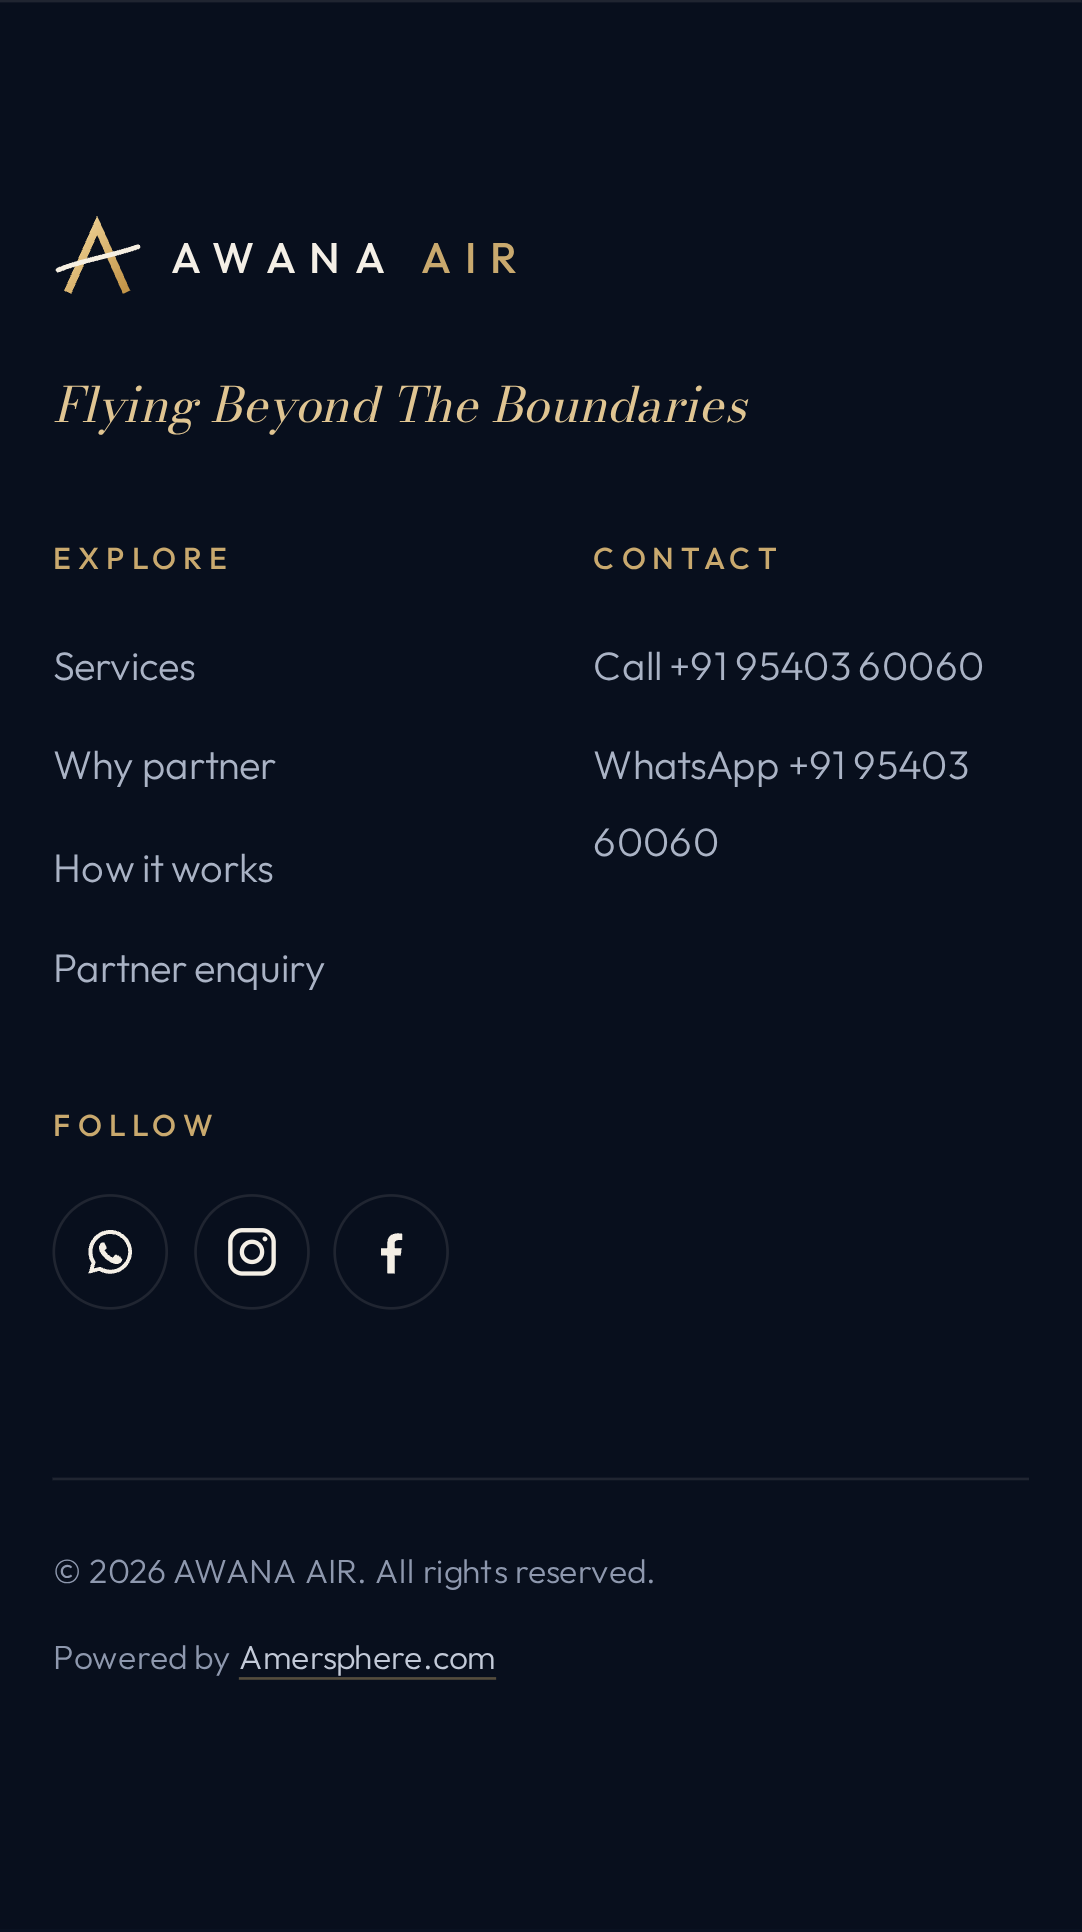 AWANA AIR
Flying Beyond The Boundaries
EXPLORE
Services
Why partner
How it works
Partner enquiry
CONTACT
Call +91 95403 60060
WhatsApp +91 95403
60060
FOLLOW
© 2026 AWANA AIR. All rights reserved.
Powered by Amersphere.com